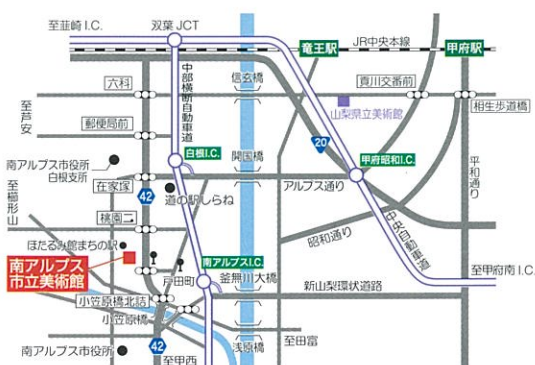 至韮崎 I.C.
双葉 JCT
JR中央本線
竜王駅
甲府駅
中部横断自動車道
六科
信玄橋
貢川交番前
相生歩道橋
山梨県立美術館
至芦安
郵便局前
20
白根I.C.
開国橋
甲府昭和I.C.
南アルプス市役所
白根支所
在家塚
アルプス通り
平和通り
至櫛形山
42
道の駅しらね
桃園二
昭和通り
中央自動車道
ほたるみ館まちの駅
南アルプス
市立美術館
戸田町
南アルプスI.C.
釜無川大橋
至甲府南 I.C.
新山梨環状道路
小笠原橋北詰
小笠原橋
至田富
浅原橋
南アルプス市役所
42
至甲西